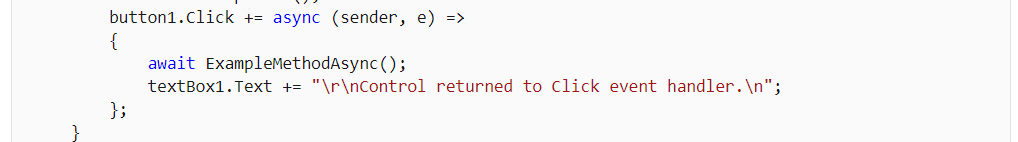 button1.Click += async (sender, e) =>
{
await ExampleMethodAsync();
textBox1.Text += "\r\nControl returned to Click event handler.\n";
};
}